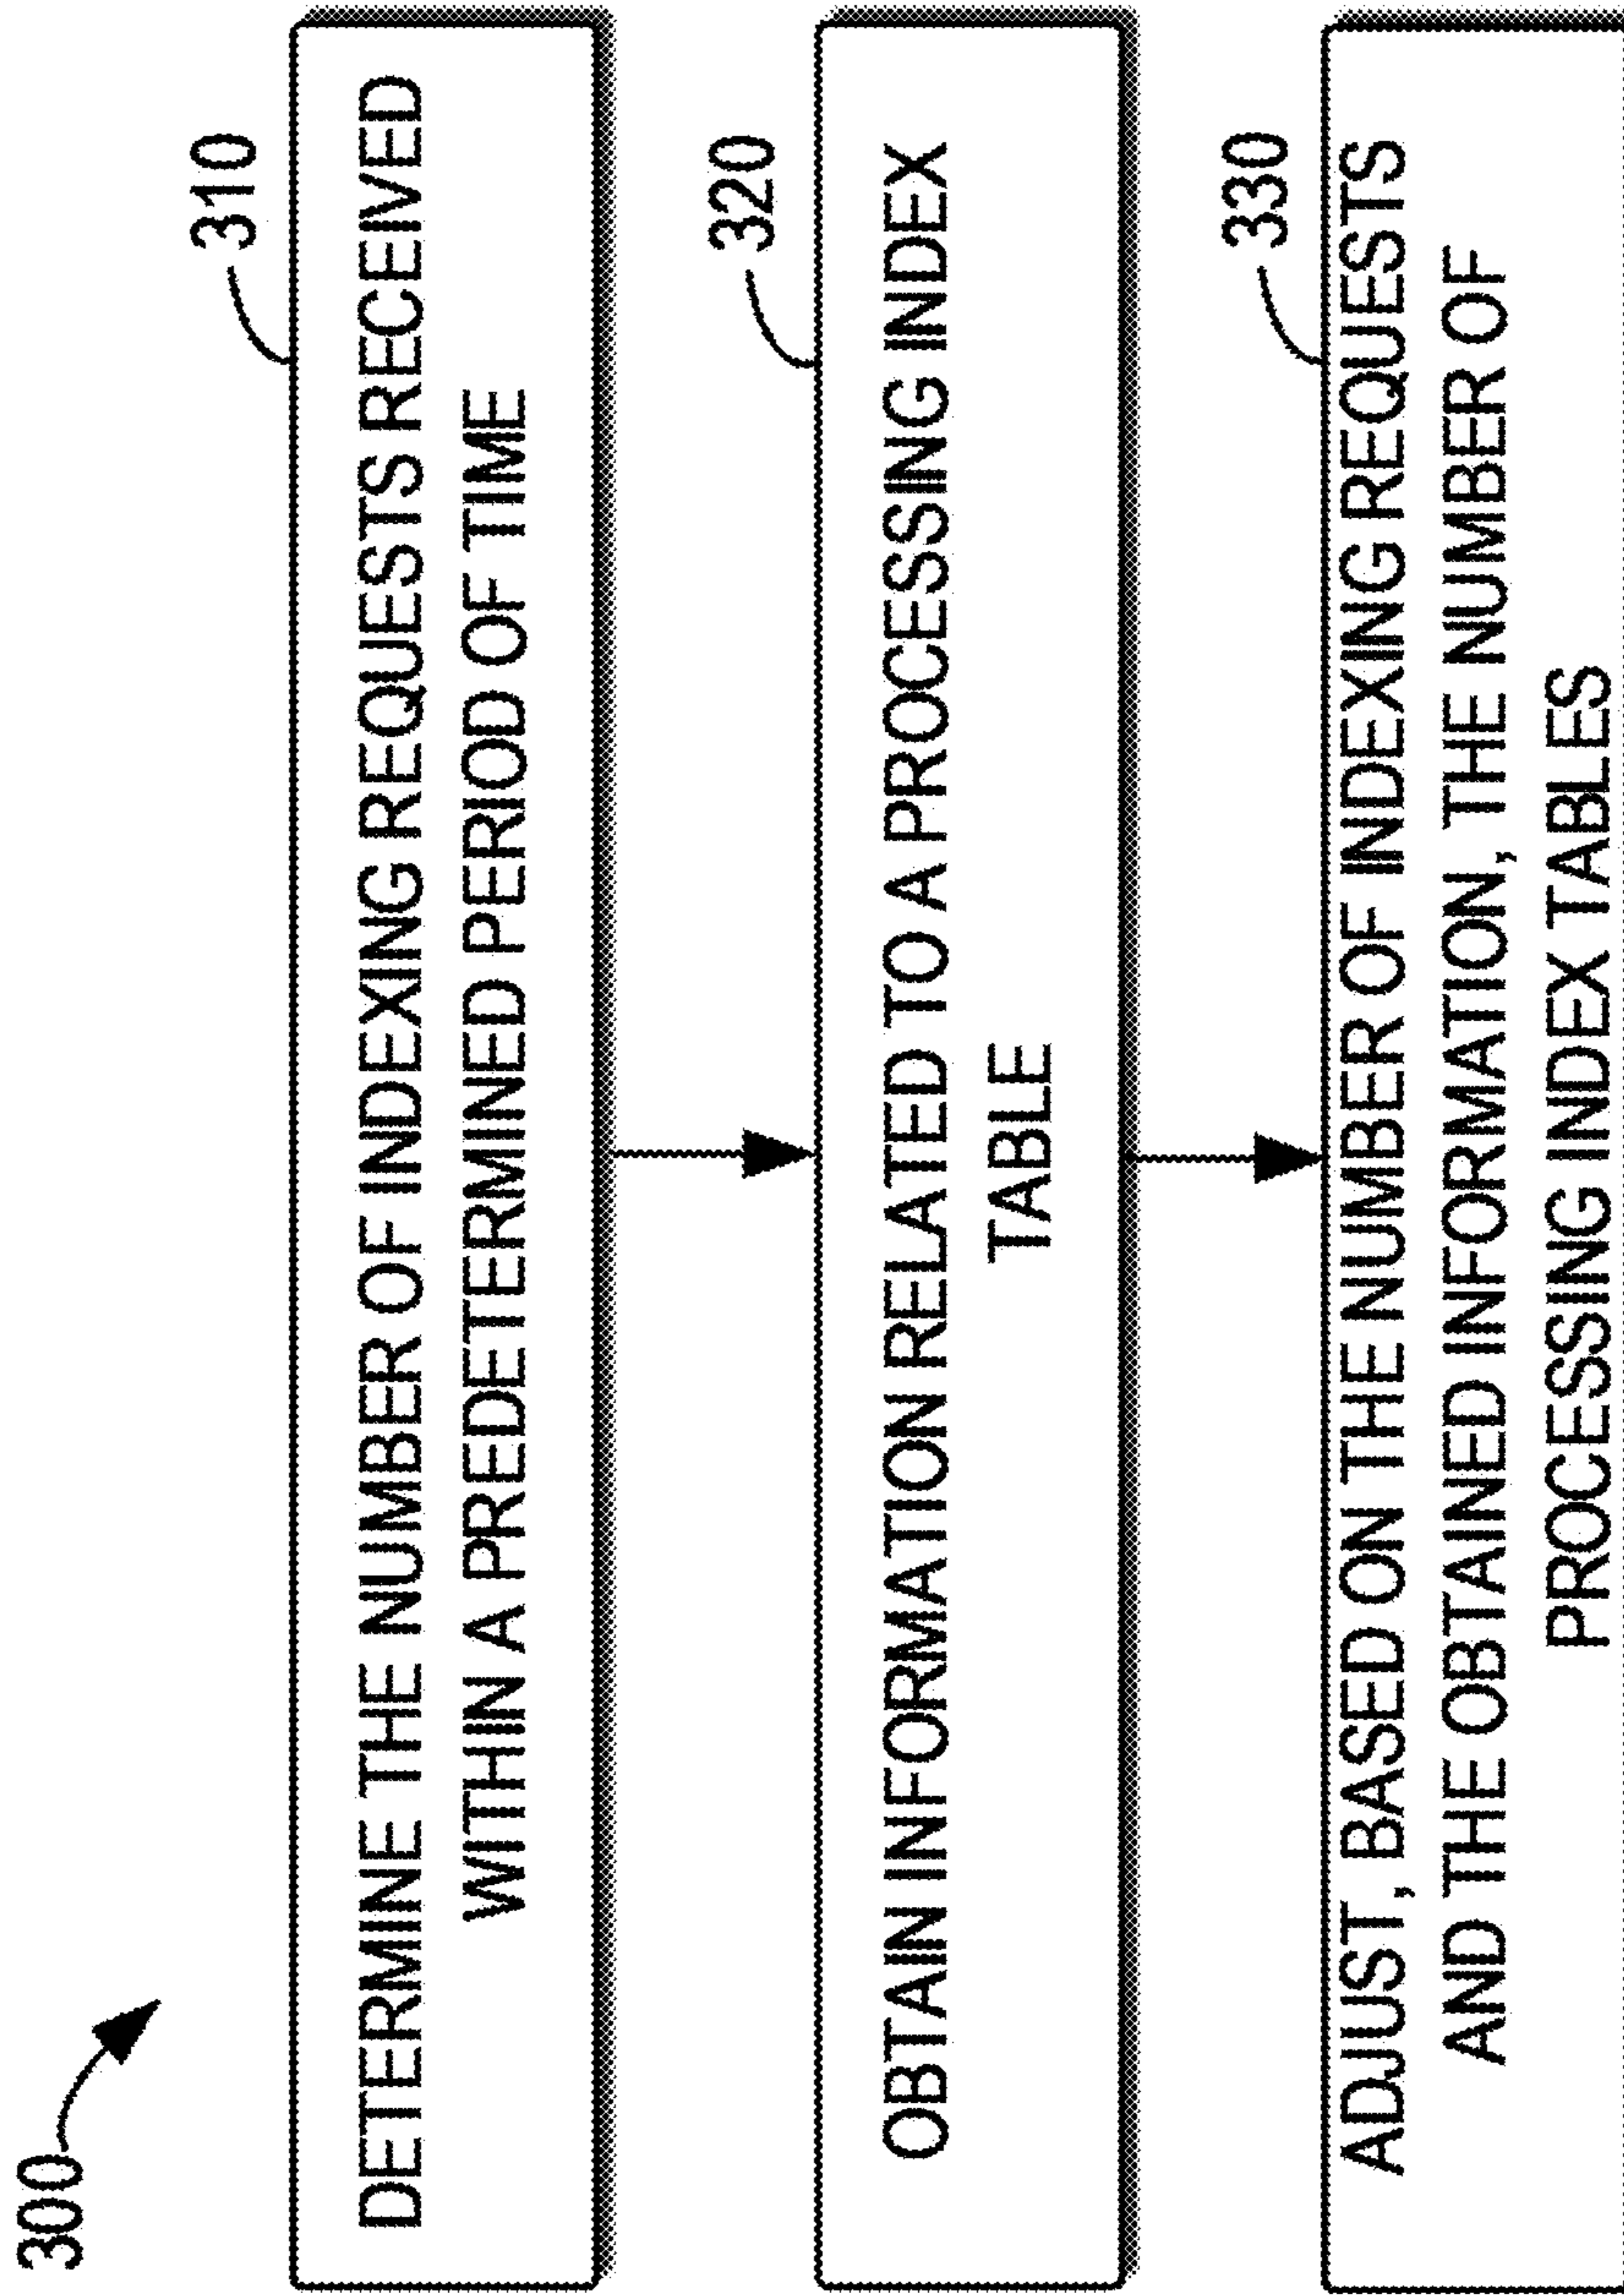 300
310
DETERMINE THE NUMBER OF INDEXING REQUESTS RECEIVED
WITHIN A PREDETERMINED PERIOD OF TIME
320
OBTAIN INFORMATION RELATED TO A PROCESSING INDEX
TABLE
330
ADJUST, BASED ON THE NUMBER OF INDEXING REQUESTS
AND THE OBTAINED INFORMATION, THE NUMBER OF
PROCESSING INDEX TABLES